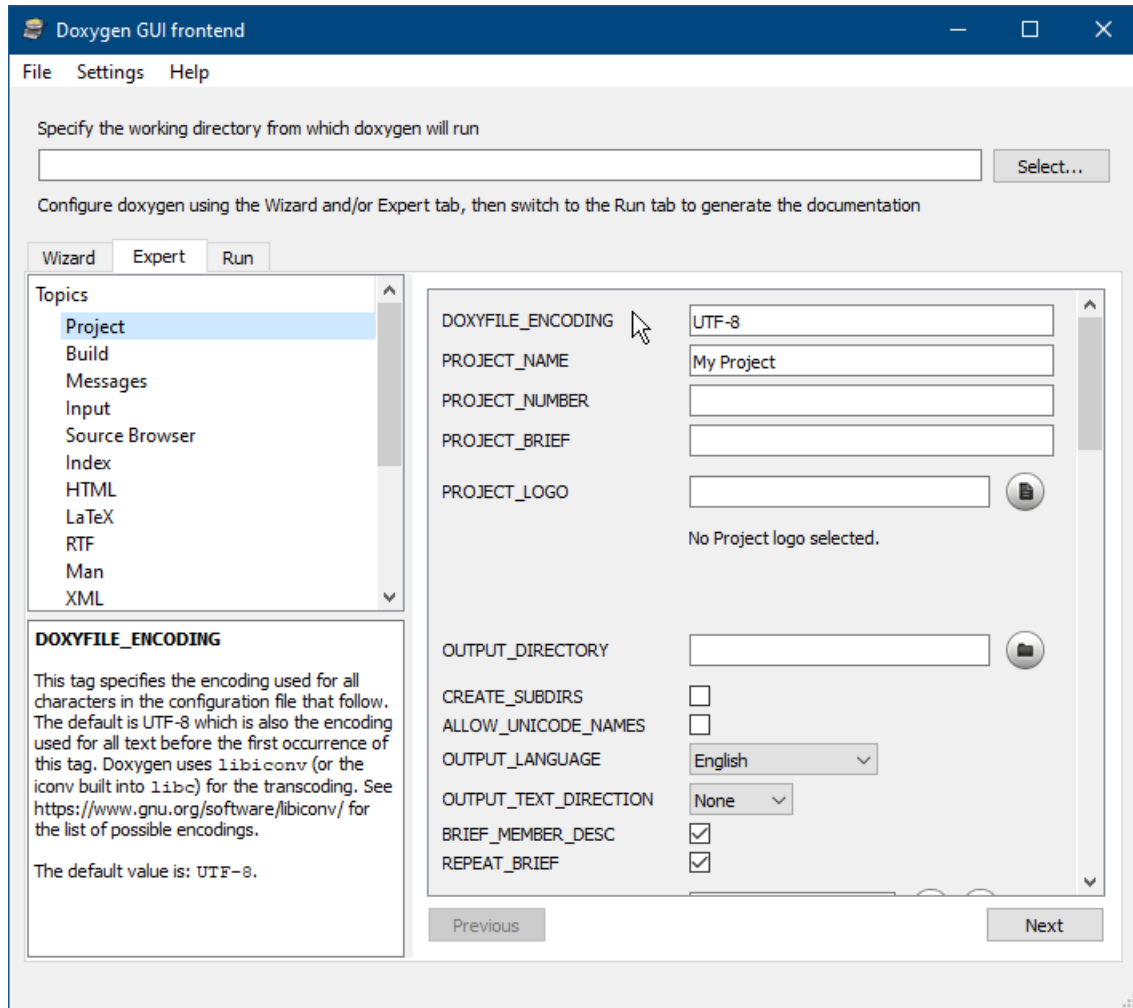 Doxygen GUI frontend
File Settings Help
Specify the working directory from which doxygen will run
Select...
Configure doxygen using the Wizard and/or Expert tab, then switch to the Run tab to generate the documentation
Wizard Expert Run
Topics
Project
Build
Messages
Input
Source Browser
Index
HTML
LaTeX
RTF
Man
XML
DOXYFILE_ENCODING
This tag specifies the encoding used for all
characters in the configuration file that follow.
The default is UTF-8 which is also the encoding
used for all text before the first occurrence of
this tag. Doxygen uses libiconv (or the
iconv built into libc) for the transcoding. See
https://www.gnu.org/software/libiconv/ for
the list of possible encodings.
The default value is: UTF-8.
DOXYFILE_ENCODING UTF-8
PROJECT_NAME My Project
PROJECT_NUMBER
PROJECT_BRIEF
PROJECT_LOGO
No Project logo selected.
OUTPUT_DIRECTORY
CREATE_SUBDIRS
ALLOW_UNICODE_NAMES
OUTPUT_LANGUAGE English
OUTPUT_TEXT_DIRECTION None
BRIEF_MEMBER_DESC
REPEAT_BRIEF
Previous Next